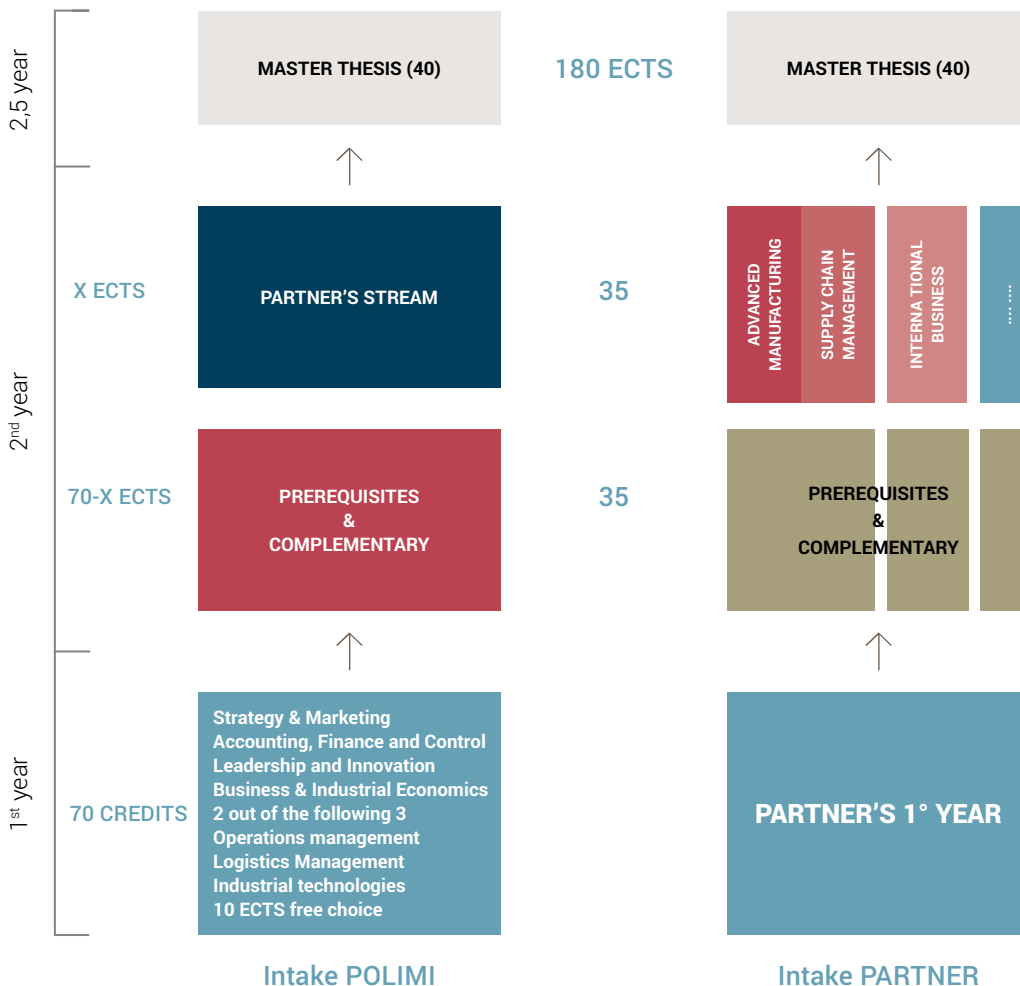 2,5 year
MASTER THESIS (40)
180 ECTS
MASTER THESIS (40)
2nd year
X ECTS
PARTNER'S STREAM
35
ADVANCED
MANUFACTURING
SUPPLY CHAIN
MANAGEMENT
INTERNA TIONAL
BUSINESS
.... ....
70-X ECTS
PREREQUISITES
&
COMPLEMENTARY
35
PREREQUISITES
&
COMPLEMENTARY
1st year
70 CREDITS
Strategy & Marketing
Accounting, Finance and Control
Leadership and Innovation
Business & Industrial Economics
2 out of the following 3
Operations management
Logistics Management
Industrial technologies
10 ECTS free choice
PARTNER'S 1° YEAR
Intake POLIMI
Intake PARTNER